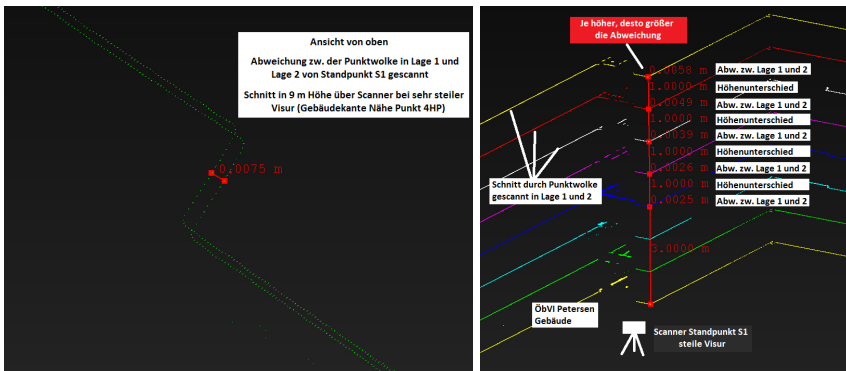 Ansicht von oben
Abweichung zw. der Punktwolke in Lage 1 und
Lage 2 von Standpunkt S1 gescannt
Schnitt in 9 m Höhe über Scanner bei sehr steiler
Visur (Gebäudekante Nähe Punkt 4HP)
0.0075 m
Je höher, desto größer
die Abweichung
0.0058 m Abw. zw. Lage 1 und 2
1.0000 m Höhenunterschied
0.0049 m Abw. zw. Lage 1 und 2
1.0000 m Höhenunterschied
0.0039 m Abw. zw. Lage 1 und 2
1.0000 m Höhenunterschied
0.0026 m Abw. zw. Lage 1 und 2
1.0000 m Höhenunterschied
0.0025 m Abw. zw. Lage 1 und 2
Schnitt durch Punktwolke
gescannt in Lage 1 und 2
3.0000 m
ÖbVI Petersen
Gebäude
Scanner Standpunkt S1
steile Visur